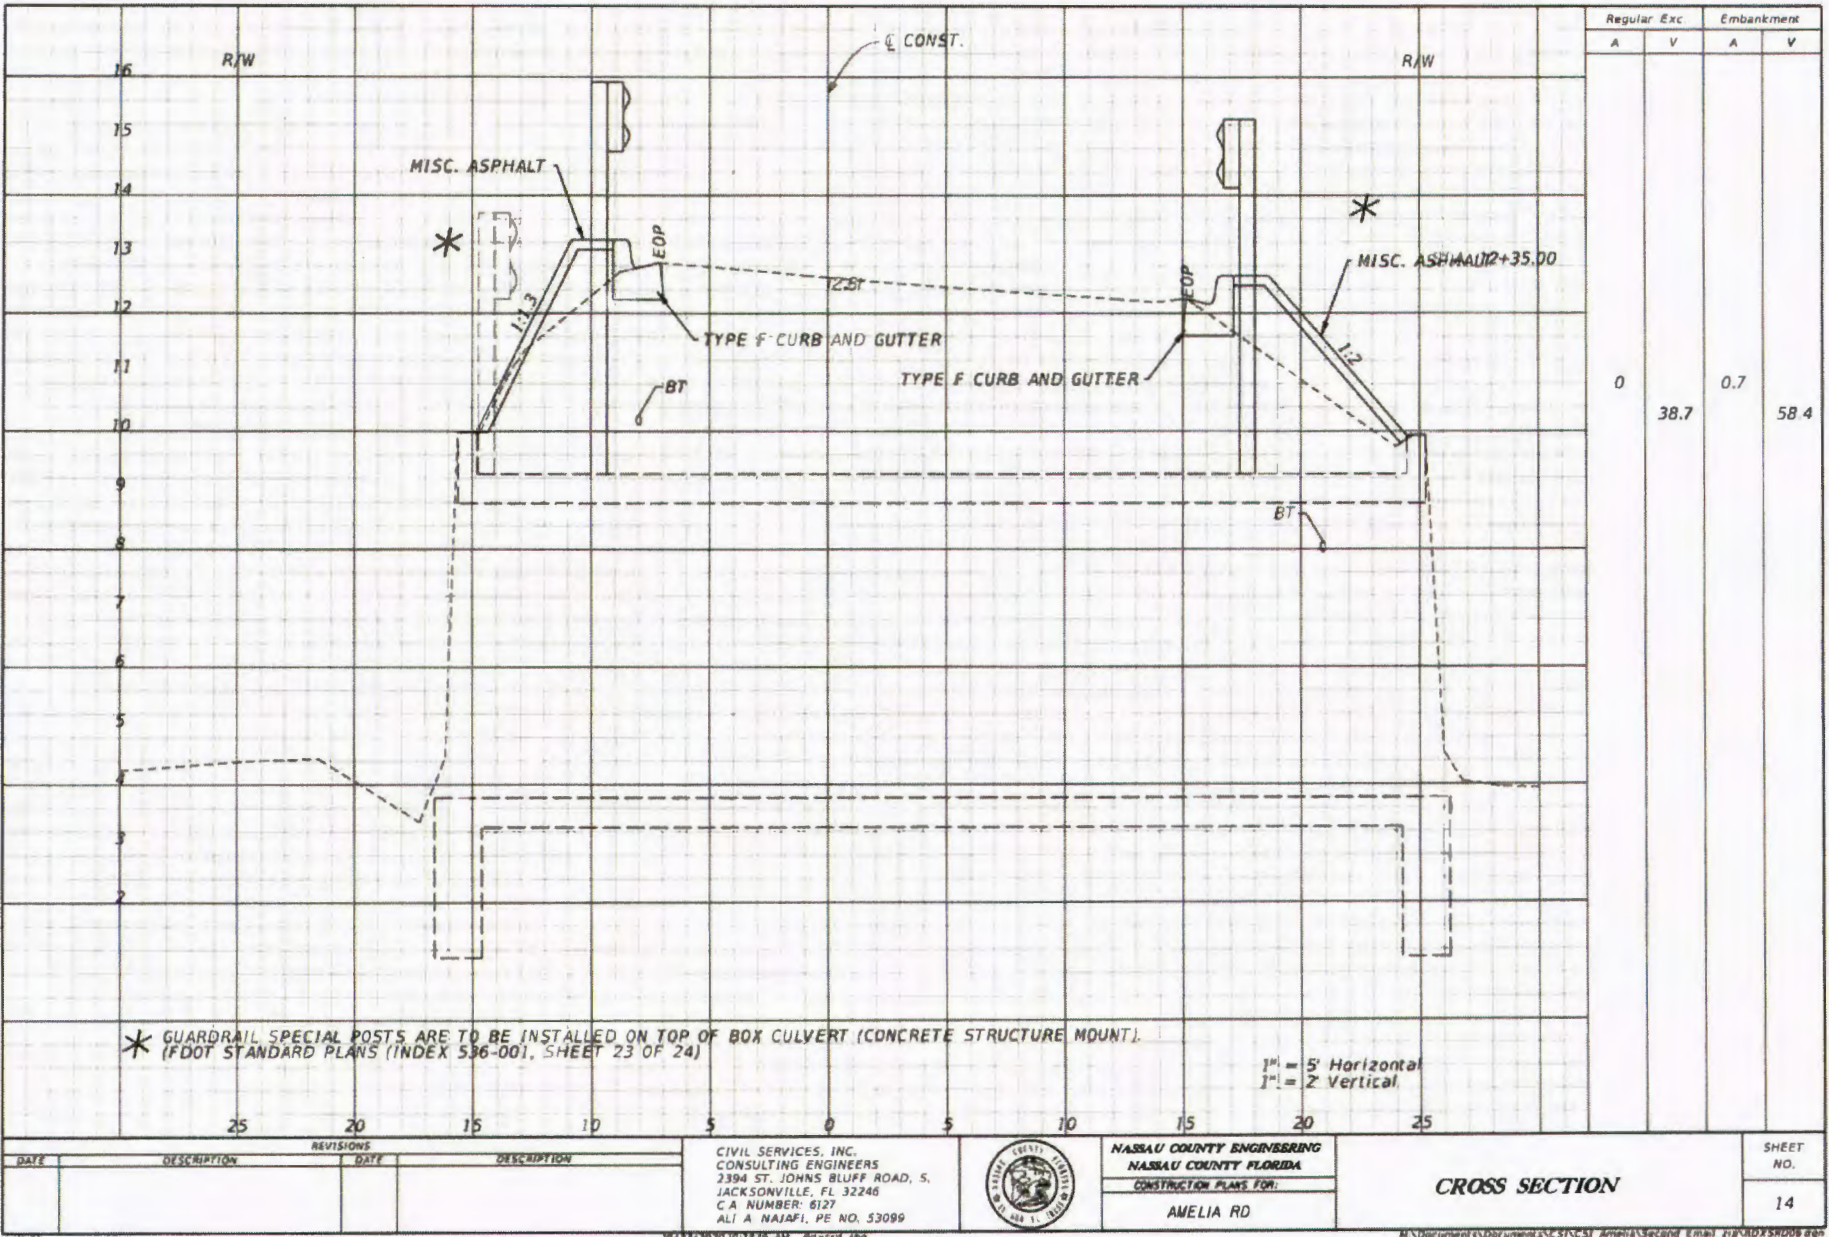 Regular Exc Embankment
A V A V
R/W
℄ CONST.
R/W
16
15
14
13
12
11
10
9
8
7
6
5
4
3
2
MISC. ASPHALT
EOP
1:1.3
TYPE F CURB AND GUTTER
BT
EOP
MISC. ASPHALT
12+35.00
TYPE F CURB AND GUTTER
1:2
BT
0 0.7
38.7 58.4
* GUARDRAIL SPECIAL POSTS ARE TO BE INSTALLED ON TOP OF BOX CULVERT (CONCRETE STRUCTURE MOUNT).
(FDOT STANDARD PLANS (INDEX 536-001, SHEET 23 OF 24)
1" = 5' Horizontal
1" = 2' Vertical
25 20 15 10 5 0 5 10 15 20 25
REVISIONS
DATE DESCRIPTION DATE DESCRIPTION
CIVIL SERVICES, INC.
CONSULTING ENGINEERS
2394 ST. JOHNS BLUFF ROAD, S.
JACKSONVILLE, FL 32246
C A NUMBER: 6127
ALI A NAJAFI, PE NO. 53099
NASSAU COUNTY FLORIDA
NASSAU COUNTY ENGINEERING
NASSAU COUNTY FLORIDA
CONSTRUCTION PLANS FOR:
AMELIA RD
CROSS SECTION
SHEET
NO.
14